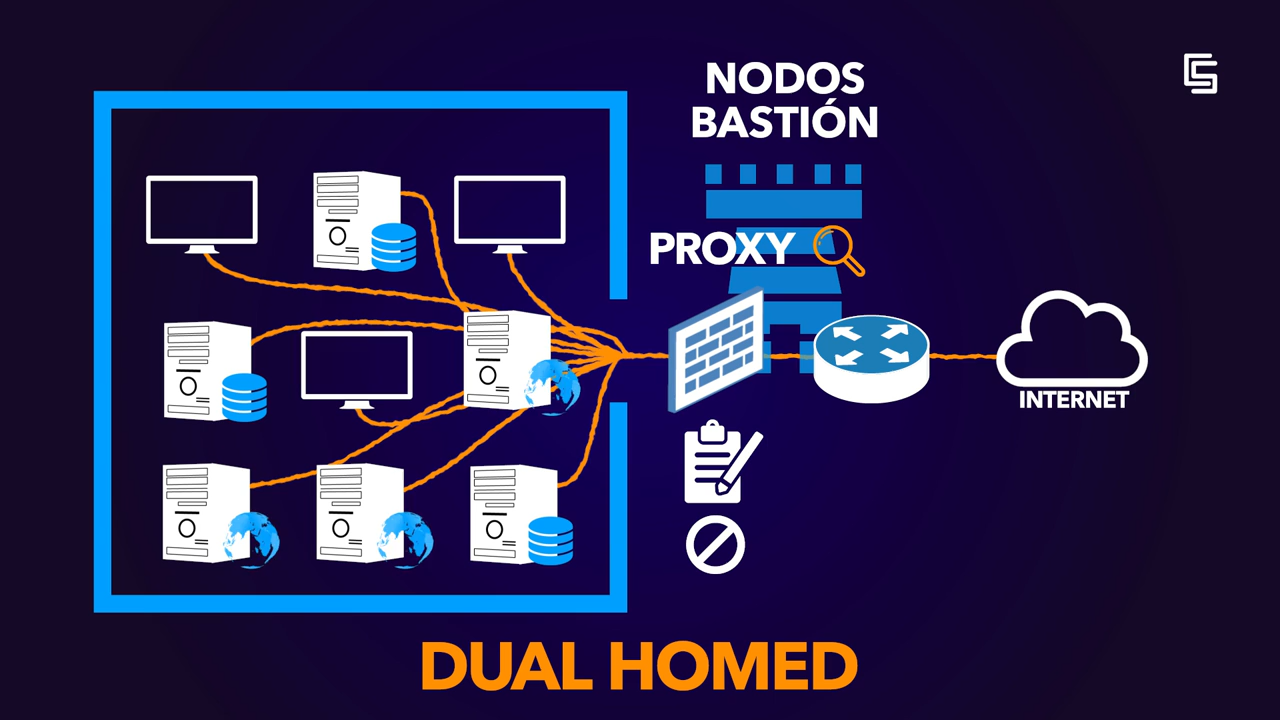 NODOS
BASTIÓN
PROXY
INTERNET
DUAL HOMED